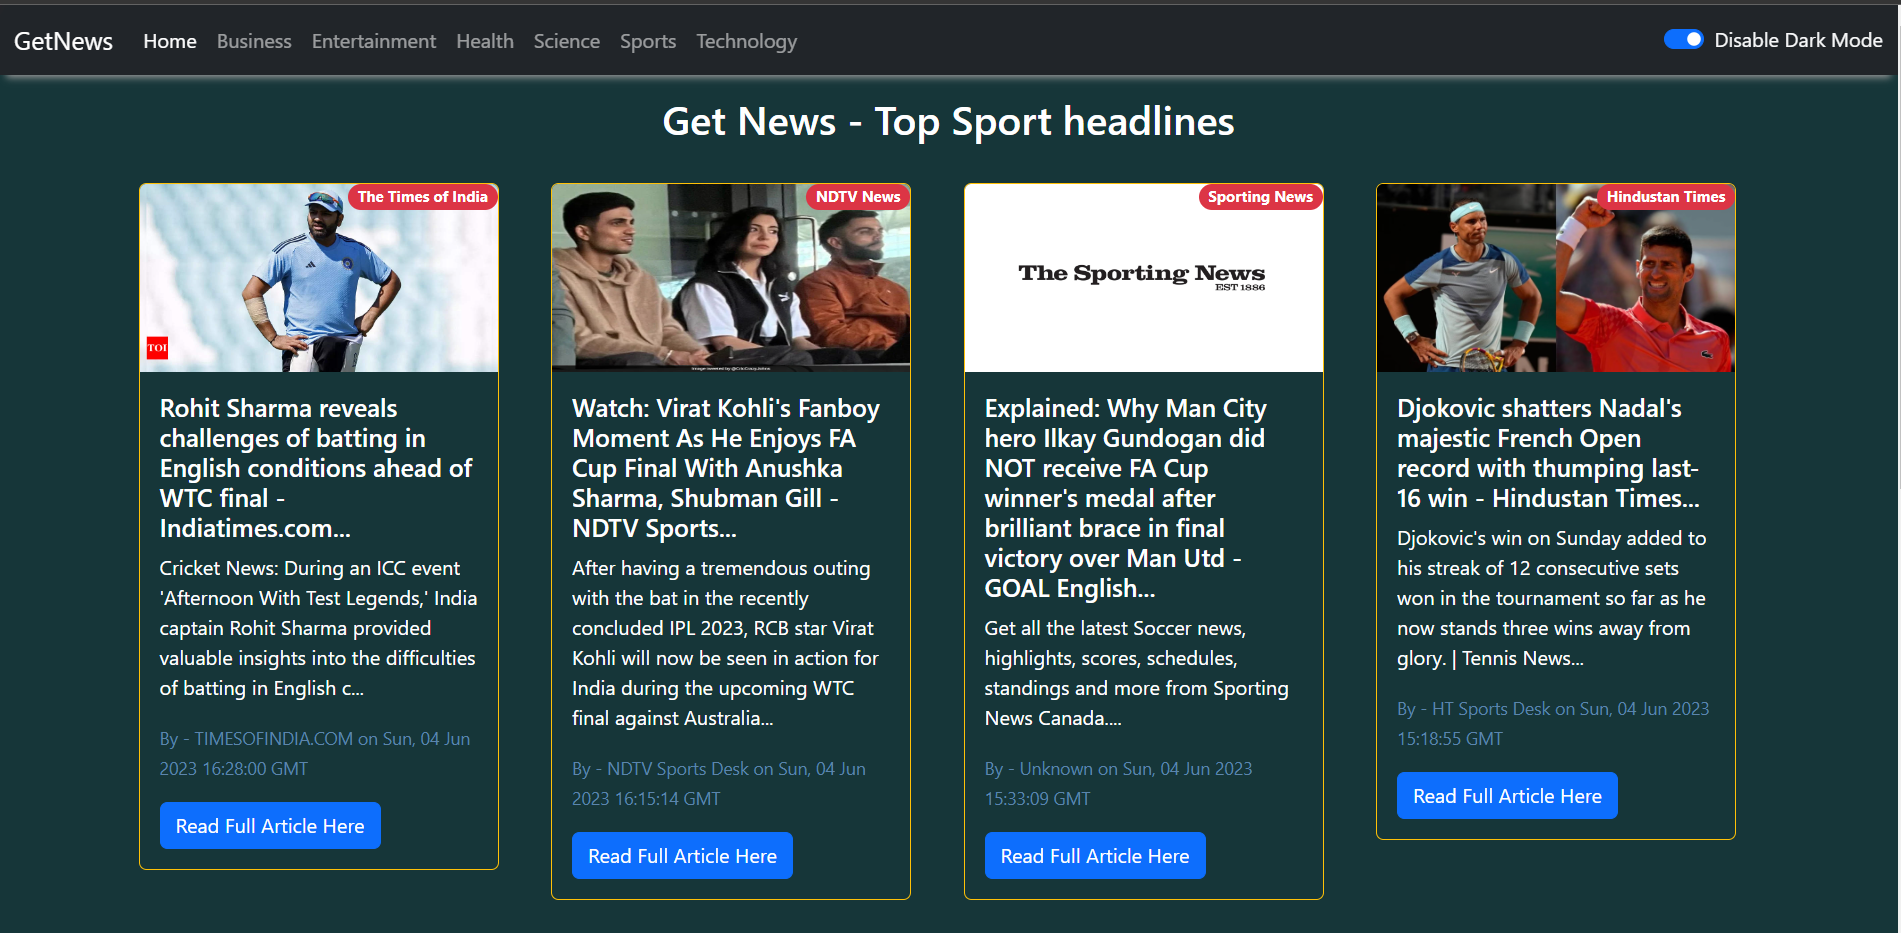 GetNews Home Business Entertainment Health Science Sports Technology Disable Dark Mode
Get News - Top Sport headlines
The Times of India
TOI
Rohit Sharma reveals
challenges of batting in
English conditions ahead of
WTC final -
Indiatimes.com...
Cricket News: During an ICC event
'Afternoon With Test Legends,' India
captain Rohit Sharma provided
valuable insights into the difficulties
of batting in English c...
By - TIMESOFINDIA.COM on Sun, 04 Jun
2023 16:28:00 GMT
Read Full Article Here
NDTV News
Watch: Virat Kohli's Fanboy
Moment As He Enjoys FA
Cup Final With Anushka
Sharma, Shubman Gill -
NDTV Sports...
After having a tremendous outing
with the bat in the recently
concluded IPL 2023, RCB star Virat
Kohli will now be seen in action for
India during the upcoming WTC
final against Australia...
By - NDTV Sports Desk on Sun, 04 Jun
2023 16:15:14 GMT
Read Full Article Here
Sporting News
The Sporting News
EST 1886
Explained: Why Man City
hero Ilkay Gundogan did
NOT receive FA Cup
winner's medal after
brilliant brace in final
victory over Man Utd -
GOAL English...
Get all the latest Soccer news,
highlights, scores, schedules,
standings and more from Sporting
News Canada....
By - Unknown on Sun, 04 Jun 2023
15:33:09 GMT
Read Full Article Here
Hindustan Times
Djokovic shatters Nadal's
majestic French Open
record with thumping last-
16 win - Hindustan Times...
Djokovic's win on Sunday added to
his streak of 12 consecutive sets
won in the tournament so far as he
now stands three wins away from
glory. | Tennis News...
By - HT Sports Desk on Sun, 04 Jun 2023
15:18:55 GMT
Read Full Article Here